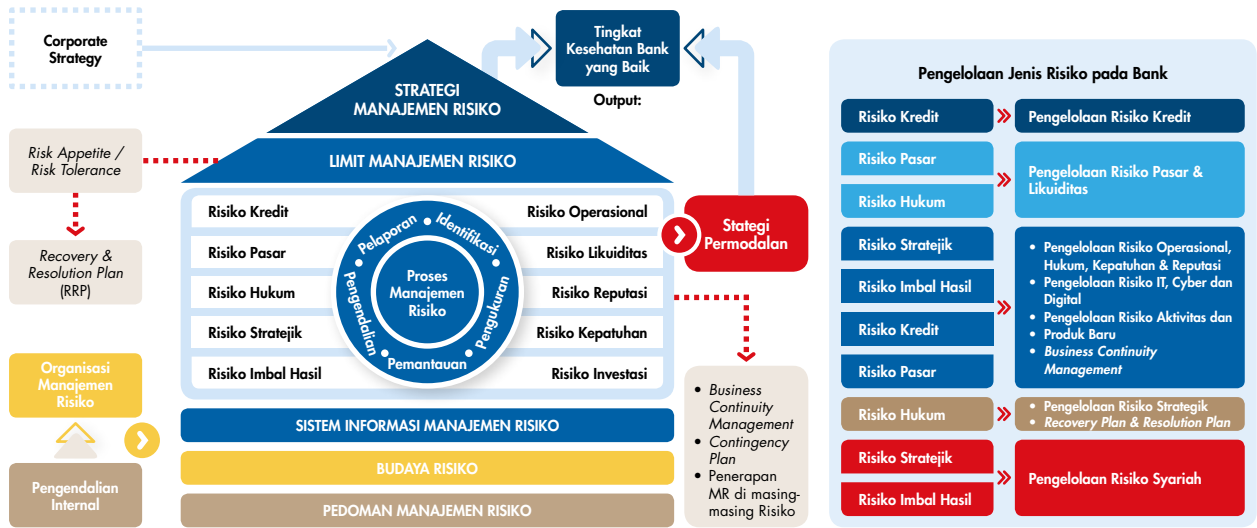 Corporate
Strategy
Tingkat
Kesehatan Bank
yang Baik
Output:
STRATEGI
MANAJEMEN RISIKO
LIMIT MANAJEMEN RISIKO
Risk Appetite /
Risk Tolerance
Recovery &
Resolution Plan
(RRP)
Organisasi
Manajemen
Risiko
Pengendalian
Internal
Risiko Kredit
Risiko Pasar
Risiko Hukum
Risiko Stratejik
Risiko Imbal Hasil
Proses
Manajemen
Risiko
Pelaporan
Identifikasi
Pengukuran
Pemantauan
Pengendalian
Risiko Operasional
Risiko Likuiditas
Risiko Reputasi
Risiko Kepatuhan
Risiko Investasi
SISTEM INFORMASI MANAJEMEN RISIKO
BUDAYA RISIKO
PEDOMAN MANAJEMEN RISIKO
Stategi
Permodalan
• Business
Continuity
Management
• Contingency
Plan
• Penerapan
MR di masing-
masing Risiko
Pengelolaan Jenis Risiko pada Bank
Risiko Kredit
Pengelolaan Risiko Kredit
Risiko Pasar
Risiko Hukum
Pengelolaan Risiko Pasar &
Likuiditas
Risiko Stratejik
Risiko Imbal Hasil
Risiko Kredit
Risiko Pasar
• Pengelolaan Risiko Operasional,
Hukum, Kepatuhan & Reputasi
• Pengelolaan Risiko IT, Cyber dan
Digital
• Pengelolaan Risiko Aktivitas dan
• Produk Baru
• Business Continuity
Management
Risiko Hukum
• Pengelolaan Risiko Strategik
• Recovery Plan & Resolution Plan
Risiko Stratejik
Risiko Imbal Hasil
Pengelolaan Risiko Syariah